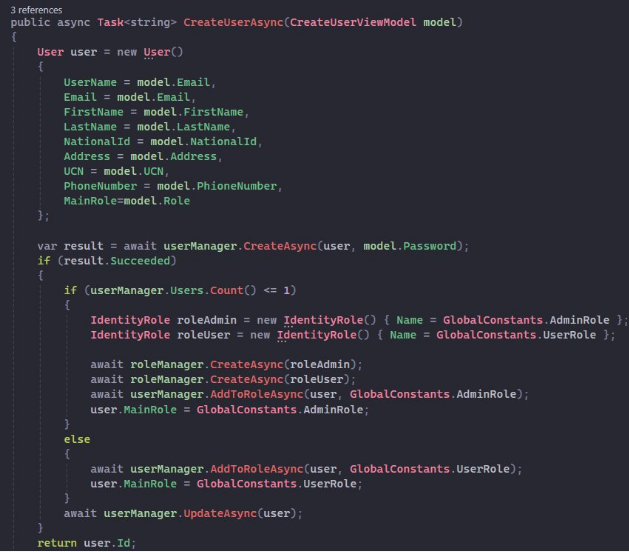 3 references
public async Task<string> CreateUserAsync(CreateUserViewModel model)
{
    User user = new User()
    {
        UserName = model.Email,
        Email = model.Email,
        FirstName = model.FirstName,
        LastName = model.LastName,
        NationalId = model.NationalId,
        Address = model.Address,
        UCN = model.UCN,
        PhoneNumber = model.PhioneNumber,
        MainRole=model.Role
    };

    var result = await userManager.CreateAsync(user, model.Password);
    if (result.Succeeded)
    {
        if (userManager.Users.Count() <= 1)
        {
            IdentityRole roleAdmin = new IdentityRole() { Name = GlobalConstants.AdminRole };
            IdentityRole roleUser = new IdentityRole() { Name = GlobalConstants.UserRole };

            await roleManager.CreateAsync(roleAdmin);
            await roleManager.CreateAsync(roleUser);
            await userManager.AddToRoleAsync(user, GlobalConstants.AdminRole);
            user.MainRole = GlobalConstants.AdminRole;
        }
        else
        {
            await userManager.AddToRoleAsync(user, GlobalConstants.UserRole);
            user.MainRole = GlobalConstants.UserRole;
        }
        await userManager.UpdateAsync(user);
    }
    return user.Id;